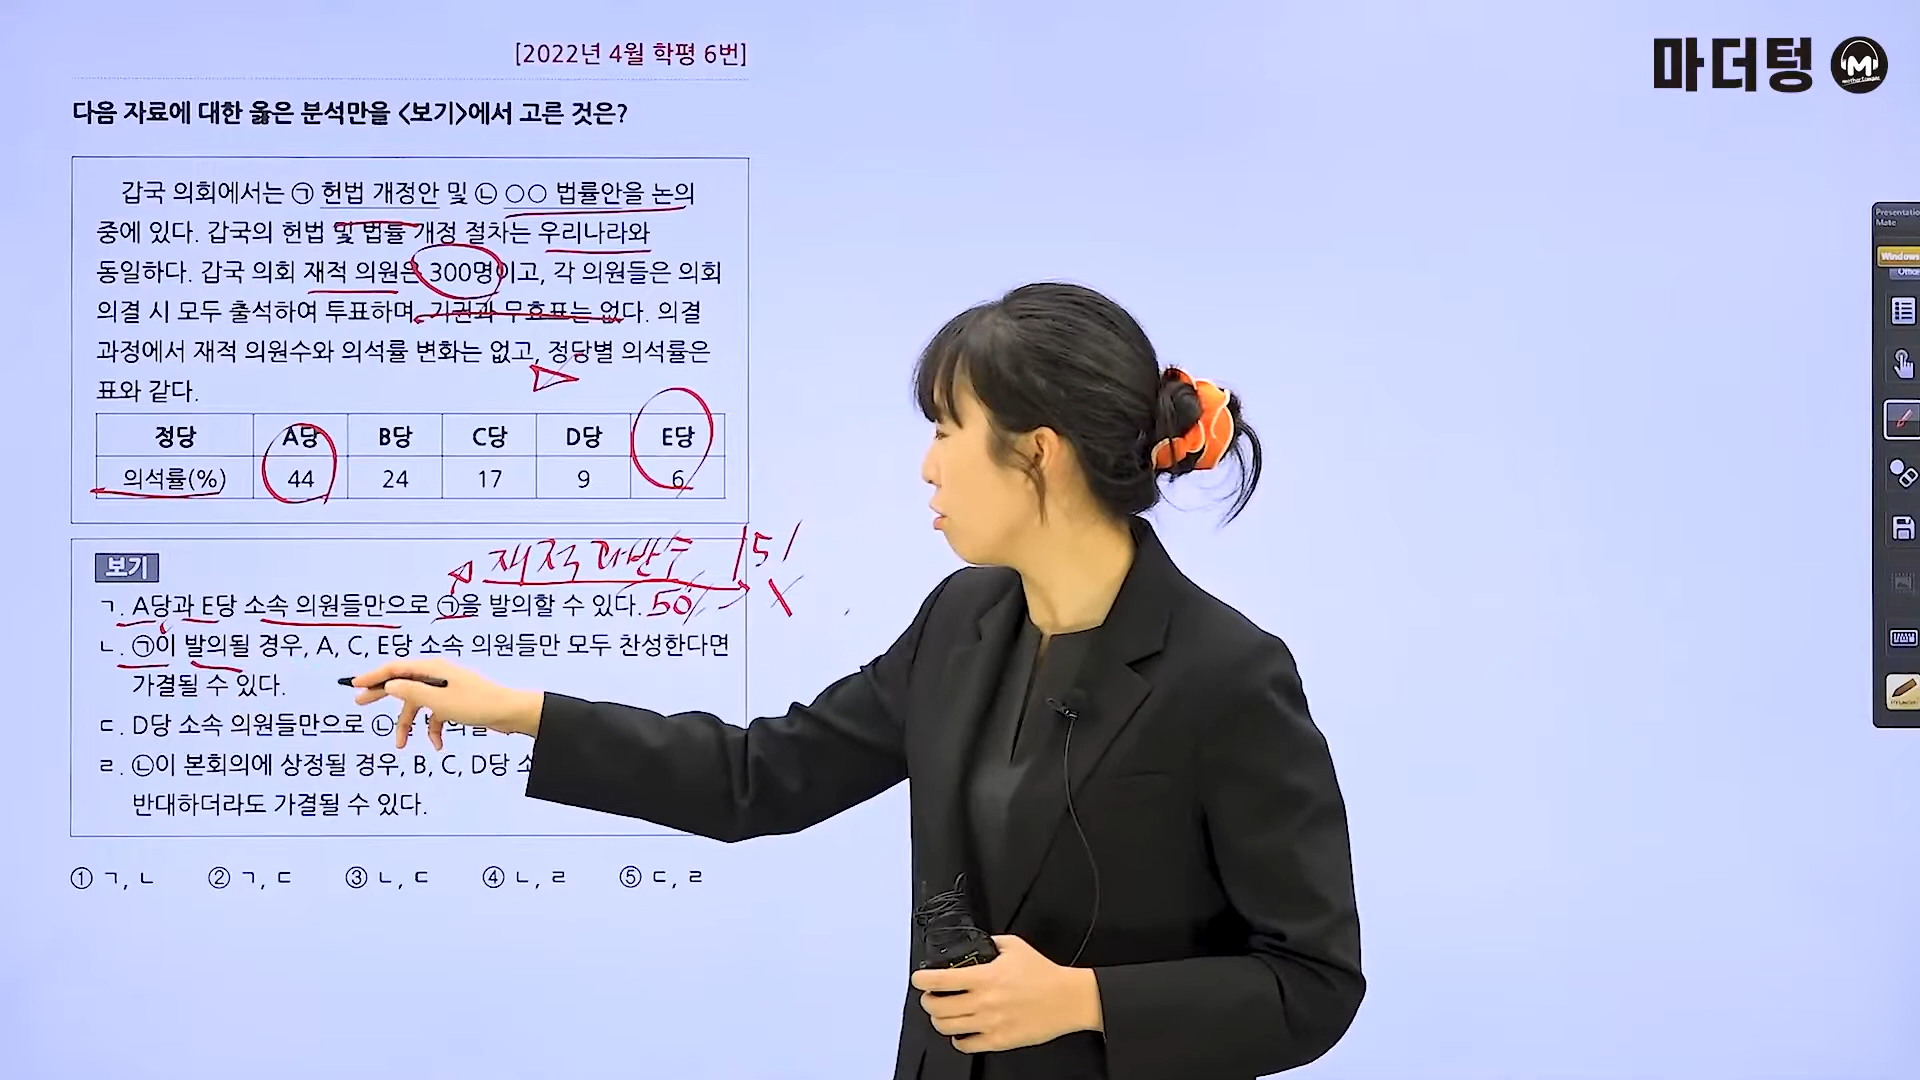 [2022년 4월 학평 6번]
마더텅
다음 자료에 대한 옳은 분석만을 <보기>에서 고른 것은?
갑국 의회에서는 ㉠ 헌법 개정안 및 ㉡ ○○ 법률안을 논의
중에 있다. 갑국의 헌법 및 법률 개정 절차는 우리나라와
동일하다. 갑국 의회 재적 의원은 300명이고, 각 의원들은 의회
의결 시 모두 출석하여 투표하며, 기권과 무효표는 없다. 의결
과정에서 재적 의원수와 의석률 변화는 없고, 정당별 의석률은
표와 같다.
정당 A당 B당 C당 D당 E당
의석률(%) 44 24 17 9 6
재적 과반수 151
보기
ㄱ. A당과 E당 소속 의원들만으로 ㉠을 발의할 수 있다. 50%
ㄴ. ㉠이 발의될 경우, A, C, E당 소속 의원들만 모두 찬성한다면
가결될 수 있다.
ㄷ. D당 소속 의원들만으로 ㉡을
ㄹ. ㉡이 본회의에 상정될 경우, B, C, D당
반대하더라도 가결될 수 있다.
① ㄱ, ㄴ ② ㄱ, ㄷ ③ ㄴ, ㄷ ④ ㄴ, ㄹ ⑤ ㄷ, ㄹ
Presentation
Mate
Windows
Office